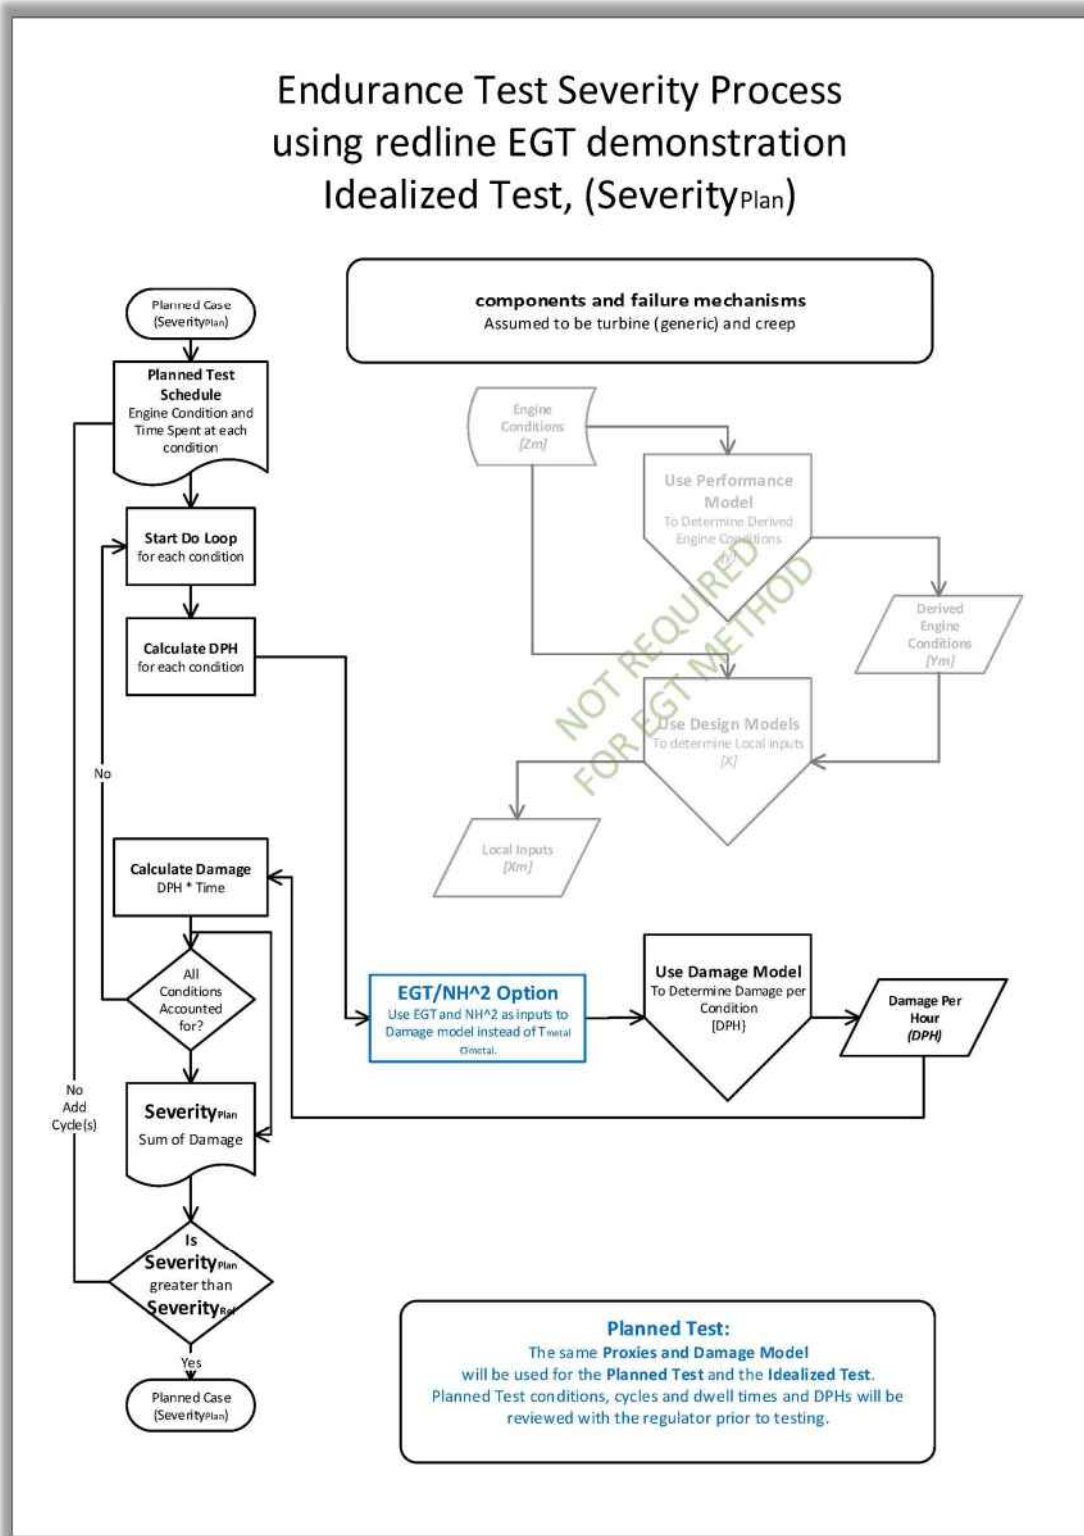 Endurance Test Severity Process
using redline EGT demonstration
Idealized Test, (SeverityPlan)
components and failure mechanisms
Assumed to be turbine (generic) and creep
Planned Case
(SeverityPlan)
Planned Test
Schedule
Engine Condition and
Time Spent at each
condition
Start Do Loop
for each condition
Calculate DPH
for each condition
No
Engine
Conditions
[Zm]
Use Performance
Model
To Determine Derived
Engine Conditions
Derived
Engine
Conditions
[Ym]
NOT REQUIRED
FOR EGT METHOD
Use Design Models
To determine Local inputs
[X]
Local Inputs
[Xm]
Calculate Damage
DPH * Time
All
Conditions
Accounted
for?
EGT/NH^2 Option
Use EGT and NH^2 as inputs to
Damage model instead of Tmetal
σmetal.
Use Damage Model
To Determine Damage per
Condition
[DPH}
Damage Per
Hour
(DPH)
No
Add
Cycle(s)
SeverityPlan
Sum of Damage
Is
SeverityPlan
greater than
SeverityRef
Yes
Planned Case
(SeverityPlan)
Planned Test:
The same Proxies and Damage Model
will be used for the Planned Test and the Idealized Test.
Planned Test conditions, cycles and dwell times and DPHs will be
reviewed with the regulator prior to testing.